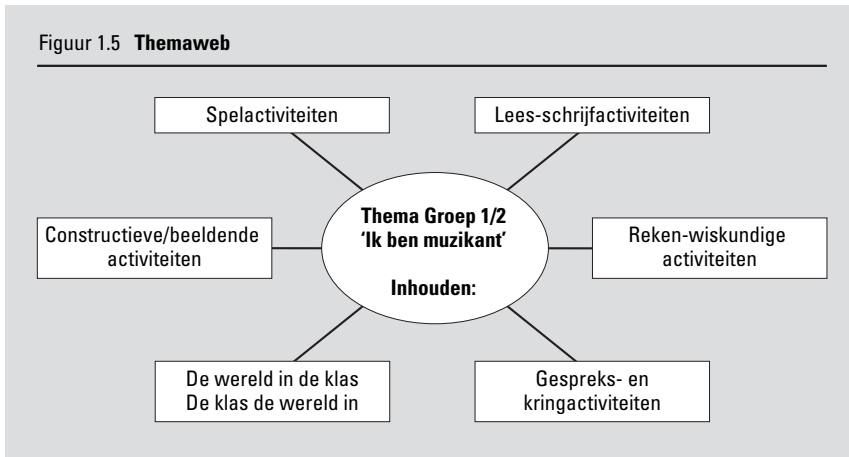 Figuur 1.5 Themaweb
Spelactiviteiten
Lees-schrijfactiviteiten
Thema Groep 1/2
‘Ik ben muzikant’
Inhouden:
Constructieve/beeldende
activiteiten
Reken-wiskundige
activiteiten
De wereld in de klas
De klas de wereld in
Gespreks- en
kringactiviteiten